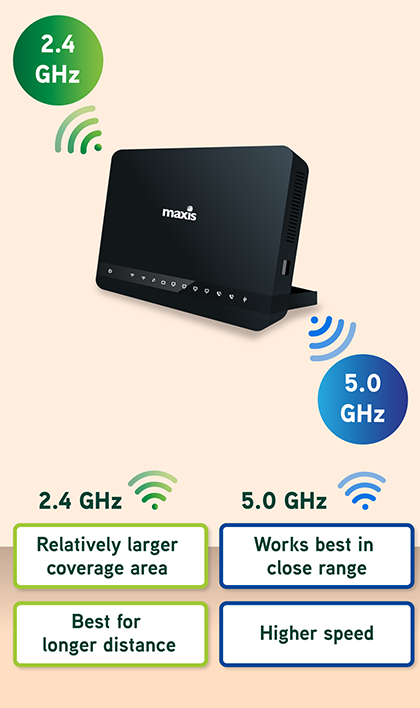 2.4
GHz
maxis
5.0
GHz
2.4 GHz
5.0 GHz
Relatively larger
coverage area
Works best in
close range
Best for
longer distance
Higher speed